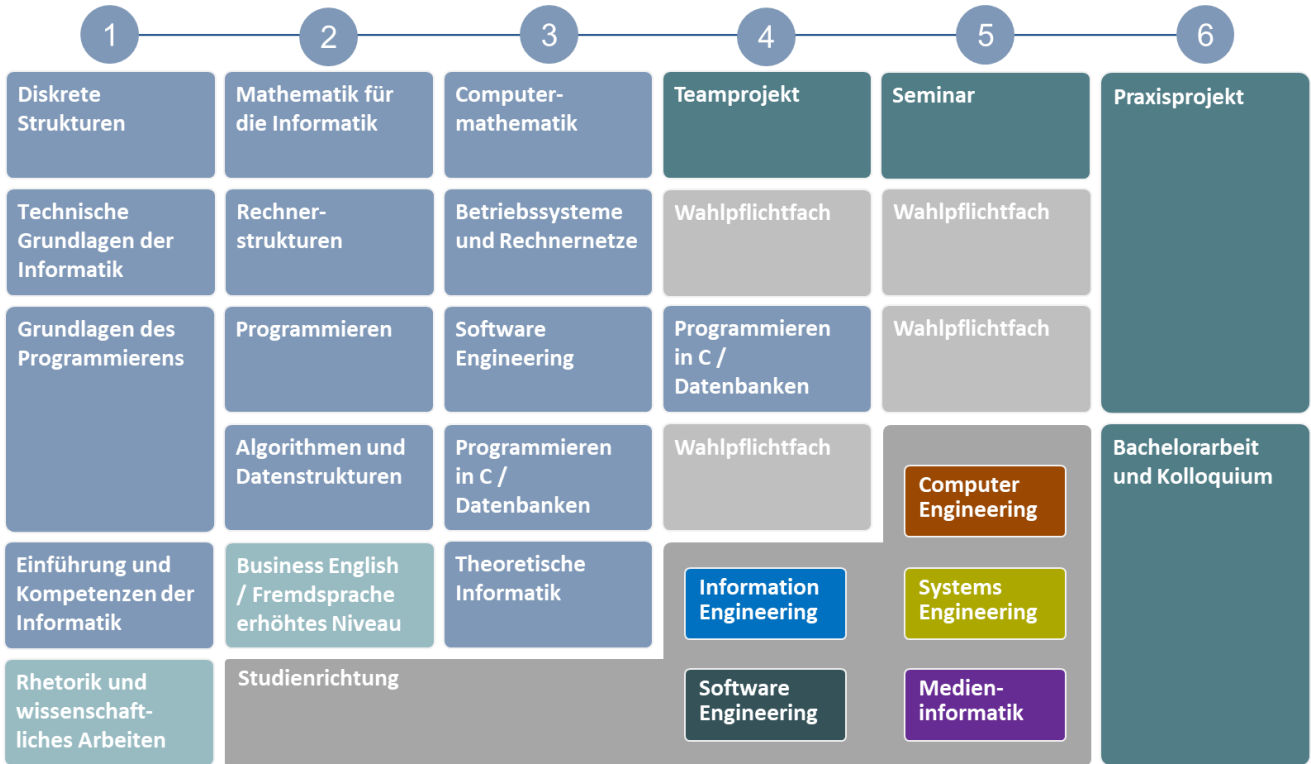 1
2
3
4
5
6
Diskrete
Strukturen
Mathematik für
die Informatik
Computer-
mathematik
Teamprojekt
Seminar
Praxisprojekt
Technische
Grundlagen der
Informatik
Rechner-
strukturen
Betriebssysteme
und Rechnernetze
Wahlpflichtfach
Wahlpflichtfach
Grundlagen des
Programmierens
Programmieren
Software
Engineering
Programmieren
in C /
Datenbanken
Wahlpflichtfach
Algorithmen und
Datenstrukturen
Programmieren
in C /
Datenbanken
Wahlpflichtfach
Computer
Engineering
Bachelorarbeit
und Kolloquium
Einführung und
Kompetenzen der
Informatik
Business English
/ Fremdsprache
erhöhtes Niveau
Theoretische
Informatik
Information
Engineering
Systems
Engineering
Rhetorik und
wissenschaft-
liches Arbeiten
Studienrichtung
Software
Engineering
Medien-
informatik